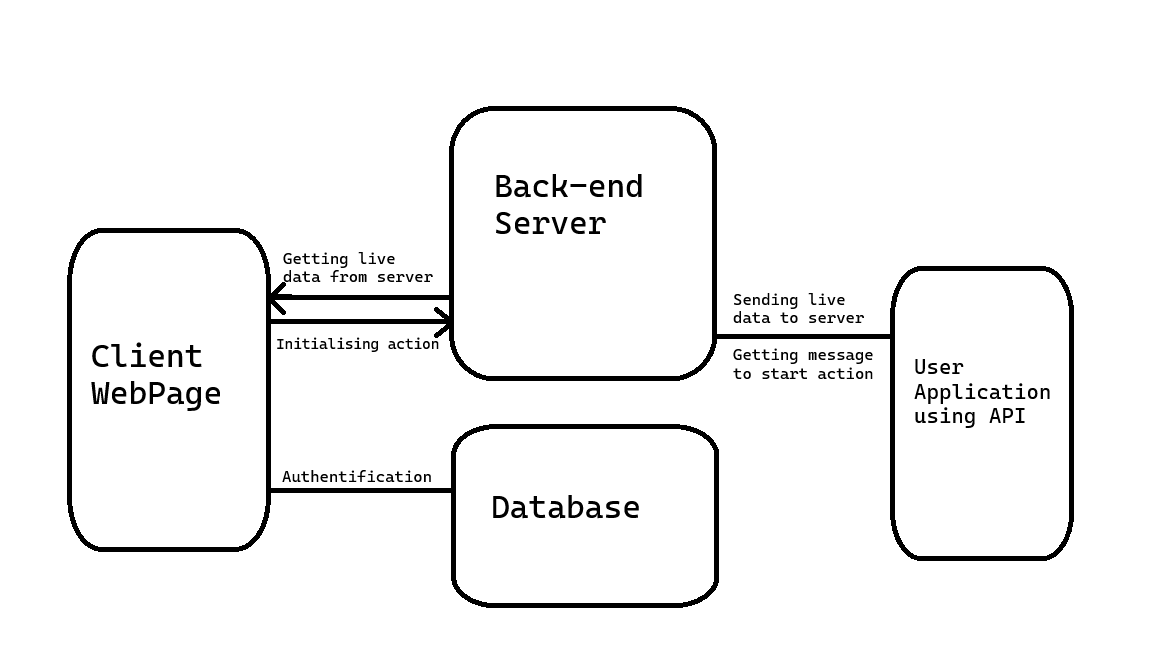 Back-end
Server
Getting live
data from server
Initialising action
Client
WebPage
Sending live
data to server
Getting message
to start action
User
Application
using API
Authentification
Database